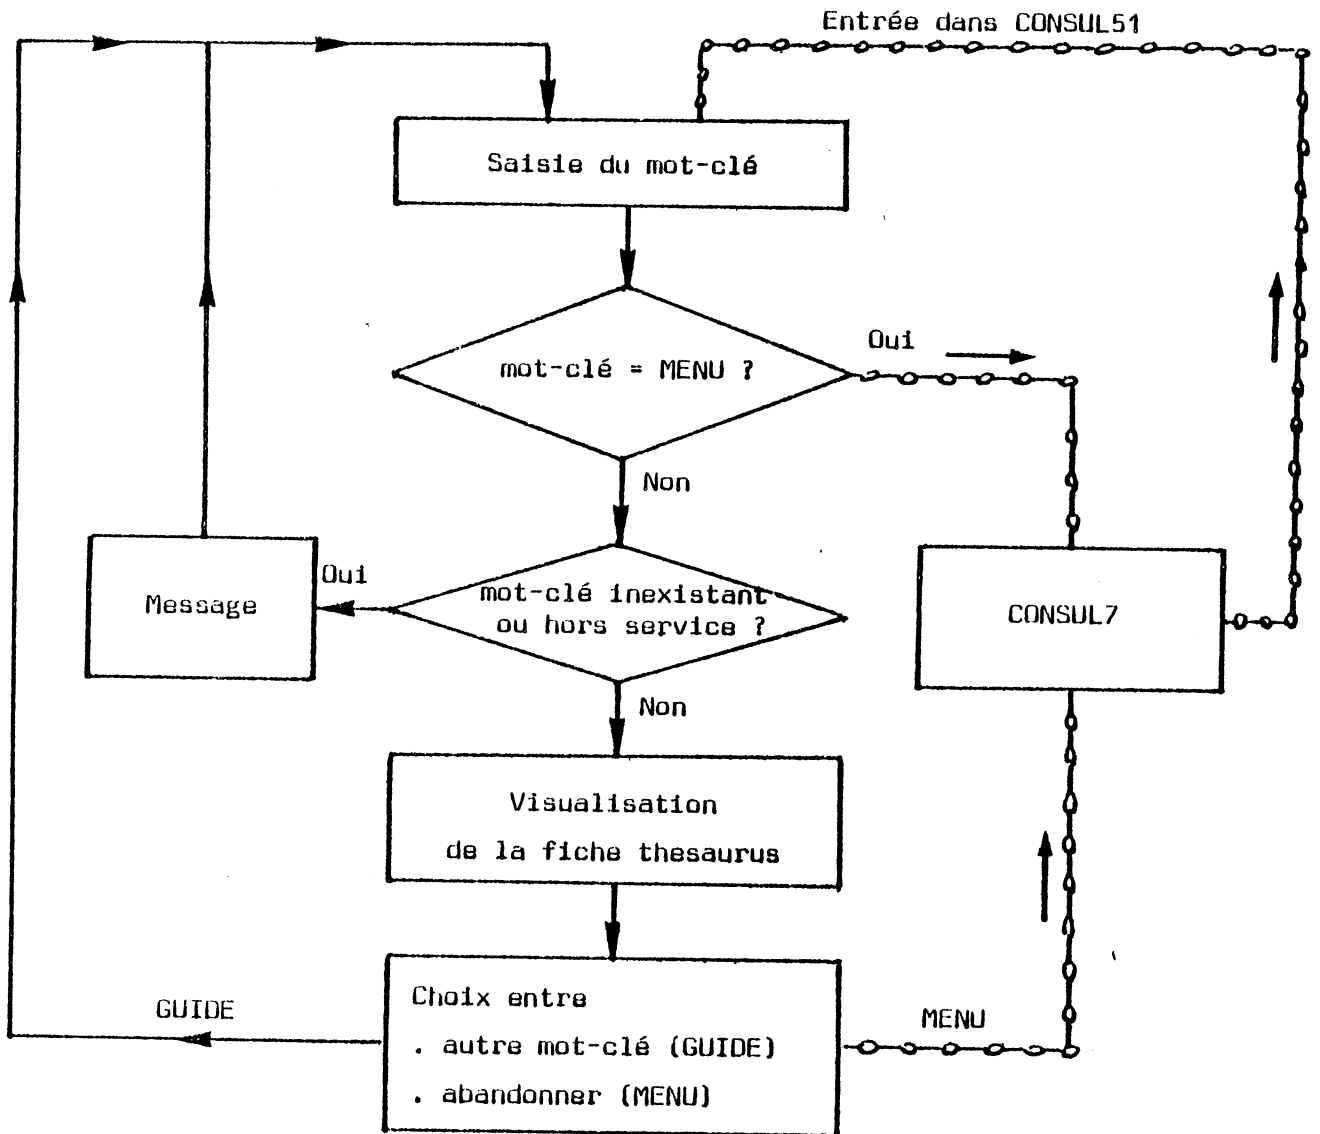 Entrée dans CONSUL51
Saisie du mot-clé
mot-clé = MENU ?
Oui
Non
Message
Oui
mot-clé inexistant
ou hors service ?
CONSUL7
Non
Visualisation
de la fiche thesaurus
GUIDE
Choix entre
. autre mot-clé (GUIDE)
. abandonner (MENU)
MENU